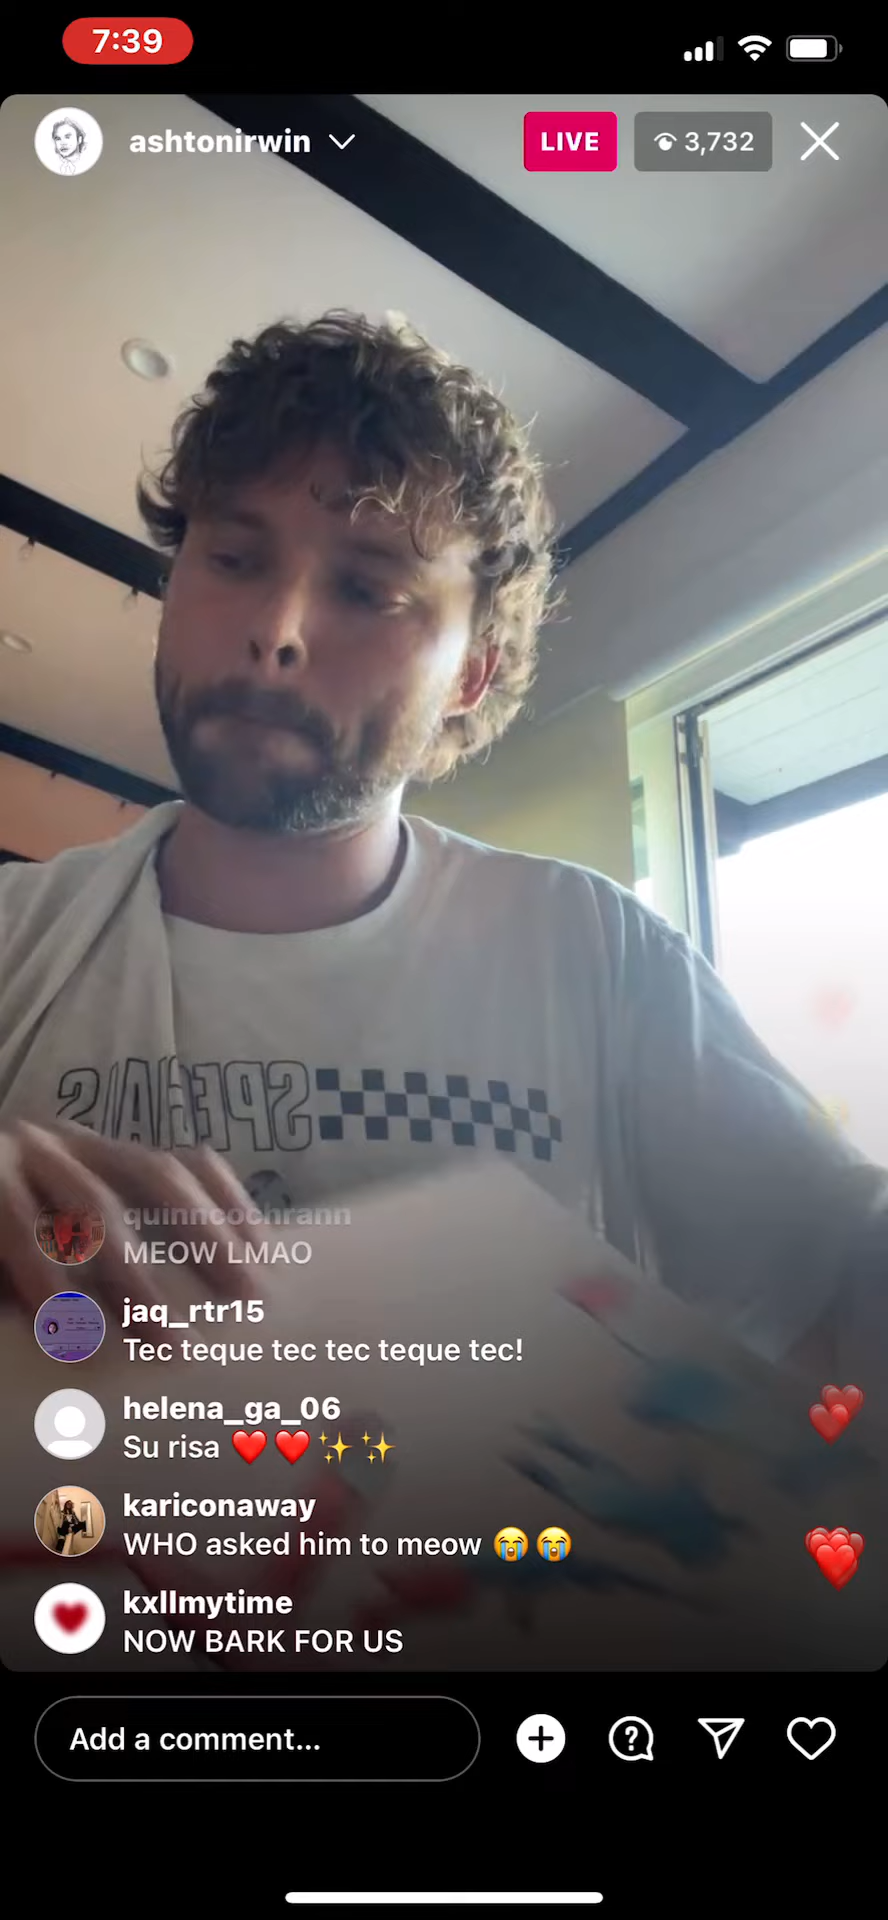 7:39
ashtonirwin
LIVE
3,732
SPECIALS
quinncochrann
MEOW LMAO
jaq_rtr15
Tec teque tec tec teque tec!
helena_ga_06
Su risa ❤️❤️✨✨
kariconaway
WHO asked him to meow 😭😭
kxllmytime
NOW BARK FOR US
Add a comment...